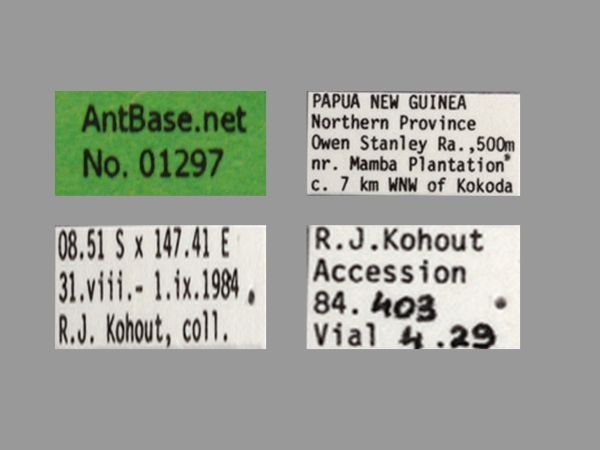 AntBase.net
No. 01297
PAPUA NEW GUINEA
Northern Province
Owen Stanley Ra.,500m
nr. Mamba Plantation
c. 7 km WNW of Kokoda
08.51 S x 147.41 E
31.viii.- 1.ix.1984
R.J. Kohout, coll.
R.J.Kohout
Accession
84. 403
Vial 4.29